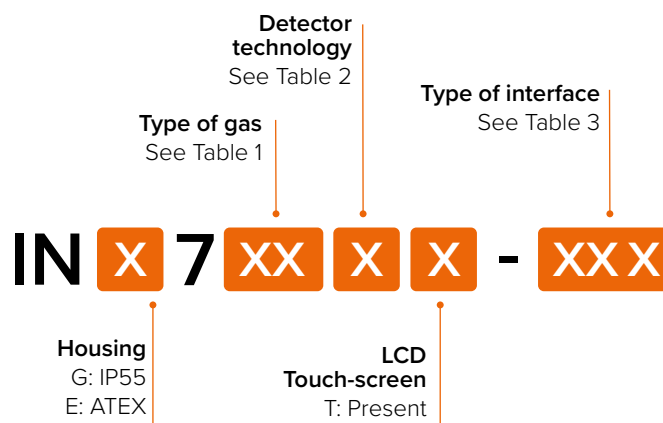 Detector
technology
See Table 2
Type of interface
See Table 3
Type of gas
See Table 1
IN X 7 XX X X - XX X
Housing
G: IP55
E: ATEX
LCD
Touch-screen
T: Present